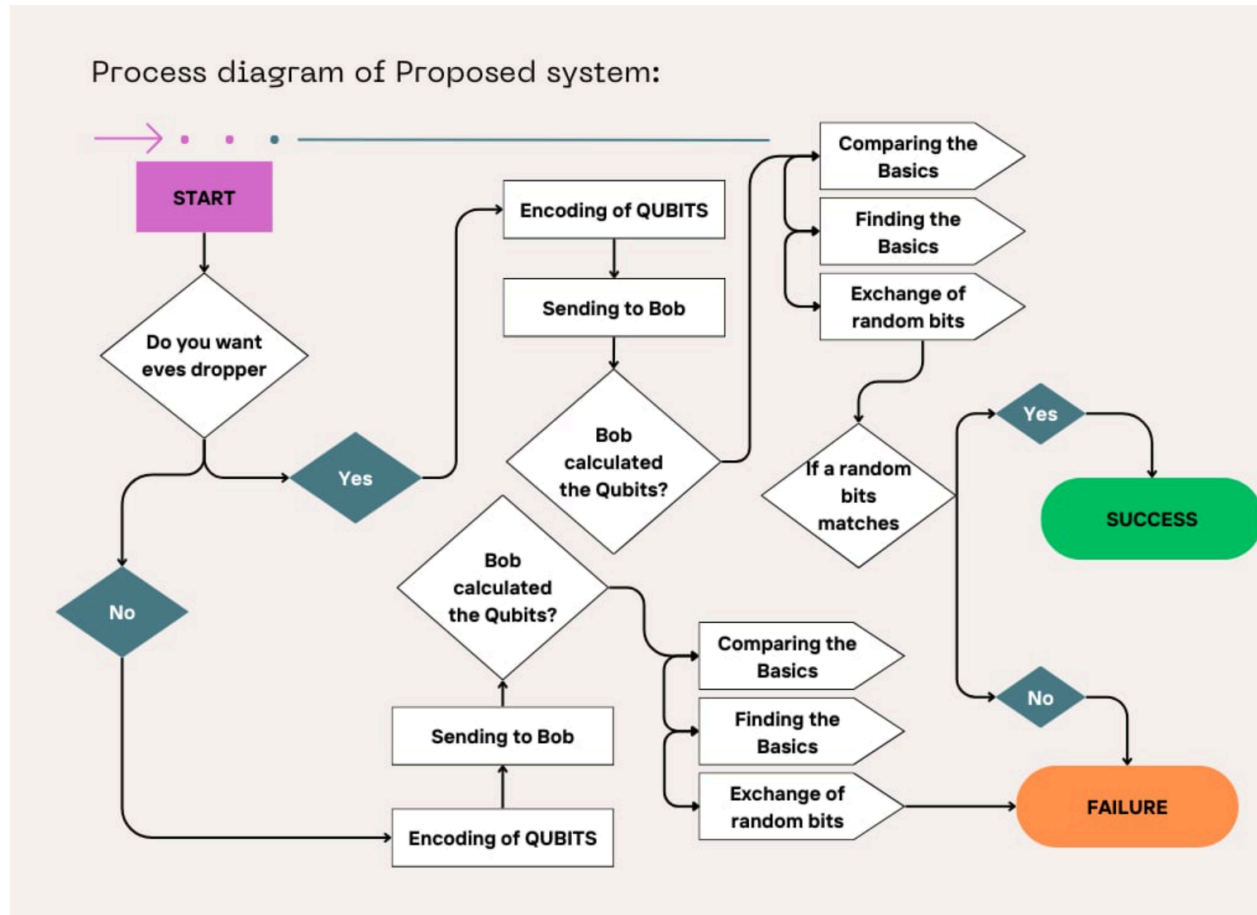 Process diagram of Proposed system:
START
Do you want
eves dropper
Yes
No
Encoding of QUBITS
Sending to Bob
Bob
calculated
the Qubits?
Comparing the
Basics
Finding the
Basics
Exchange of
random bits
If a random
bits
matches
Yes
SUCCESS
No
FAILURE
Bob
calculated
the Qubits?
Sending to Bob
Encoding of QUBITS
Comparing the
Basics
Finding the
Basics
Exchange of
random bits